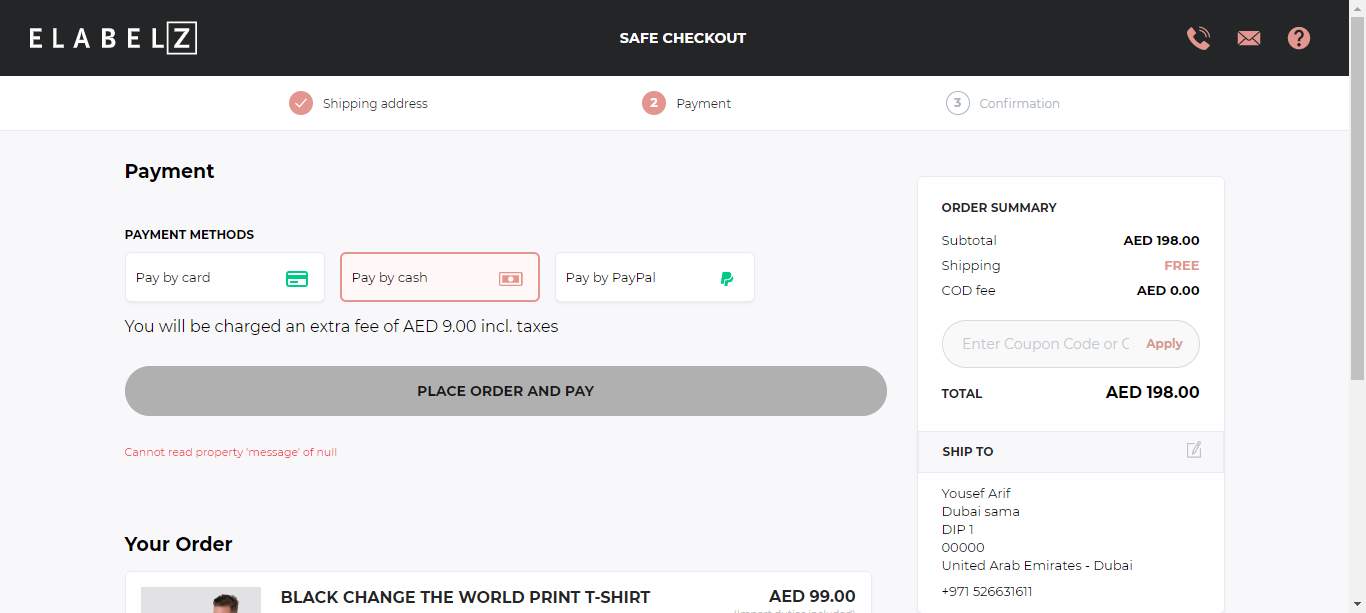 ELABELZ
SAFE CHECKOUT
?
Shipping address
2 Payment
3 Confirmation
Payment
PAYMENT METHODS
Pay by card
Pay by cash
Pay by PayPal
You will be charged an extra fee of AED 9.00 incl. taxes
PLACE ORDER AND PAY
Cannot read property 'message' of null
Your Order
BLACK CHANGE THE WORLD PRINT T-SHIRT
AED 99.00
(Import duties included)
ORDER SUMMARY
Subtotal AED 198.00
Shipping FREE
COD fee AED 0.00
Enter Coupon Code or C Apply
TOTAL AED 198.00
SHIP TO
Yousef Arif
Dubai sama
DIP 1
00000
United Arab Emirates - Dubai
+971 526631611